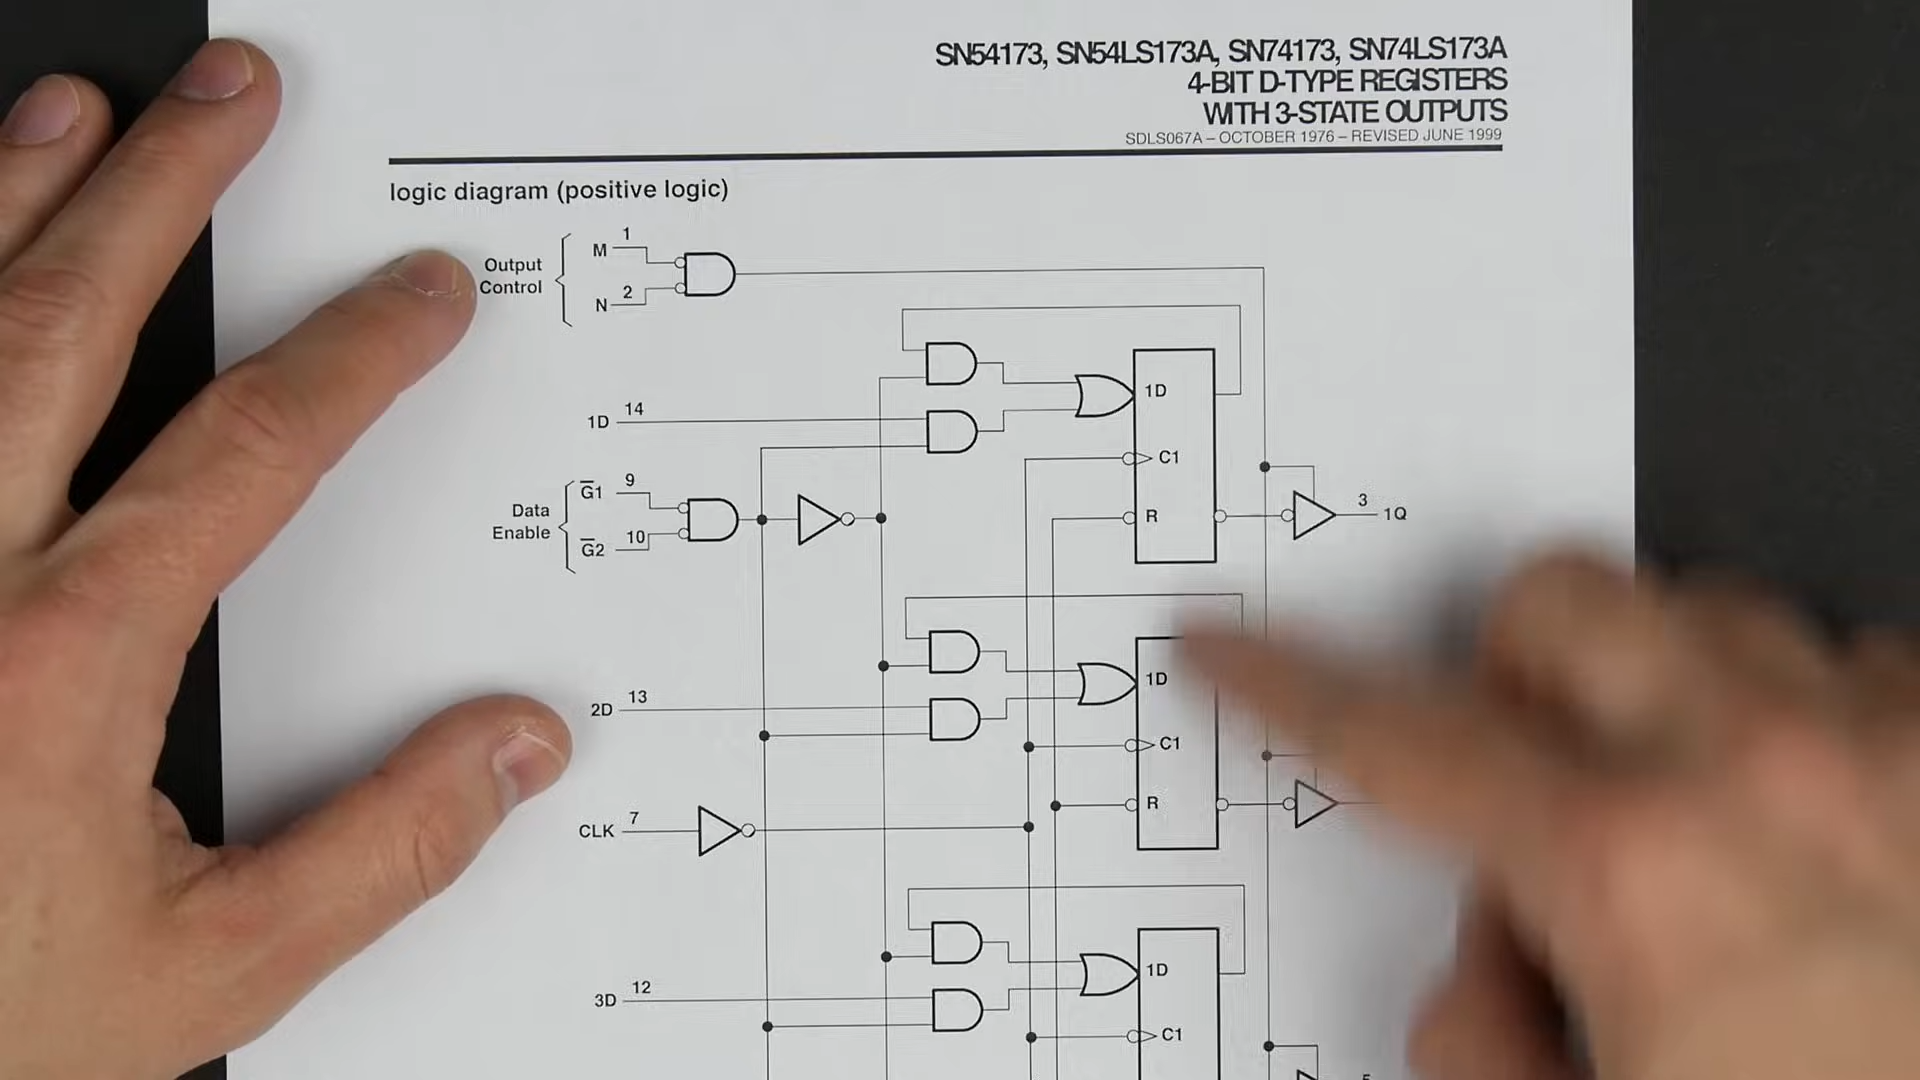 SN54173, SN54LS173A, SN74173, SN74LS173A
4-BIT D-TYPE REGISTERS
WITH 3-STATE OUTPUTS
SDLS067A – OCTOBER 1976 – REVISED JUNE 1999
logic diagram (positive logic)
Output
Control
M
1
N
2
1D
14
Data
Enable
G̅1
9
G̅2
10
1D
C1
R
3
1Q
2D
13
1D
C1
R
CLK
7
3D
12
1D
C1